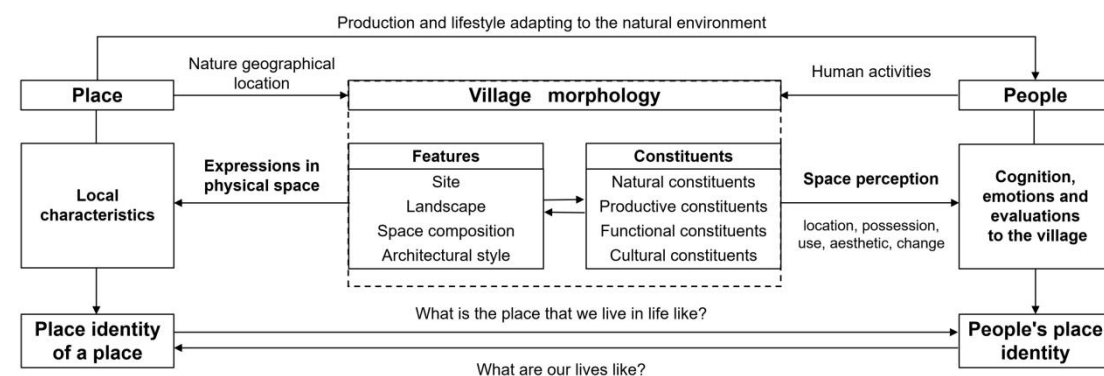 Production and lifestyle adapting to the natural environment
Nature geographical
location
Human activities
Place
Village morphology
People
Features
Site
Landscape
Space composition
Architectural style
Constituents
Natural constituents
Productive constituents
Functional constituents
Cultural constituents
Expressions in
physical space
Local
characteristics
Space perception
location, possession,
use, aesthetic, change
Cognition,
emotions and
evaluations
to the village
What is the place that we live in life like?
Place identity
of a place
People's place
identity
What are our lives like?